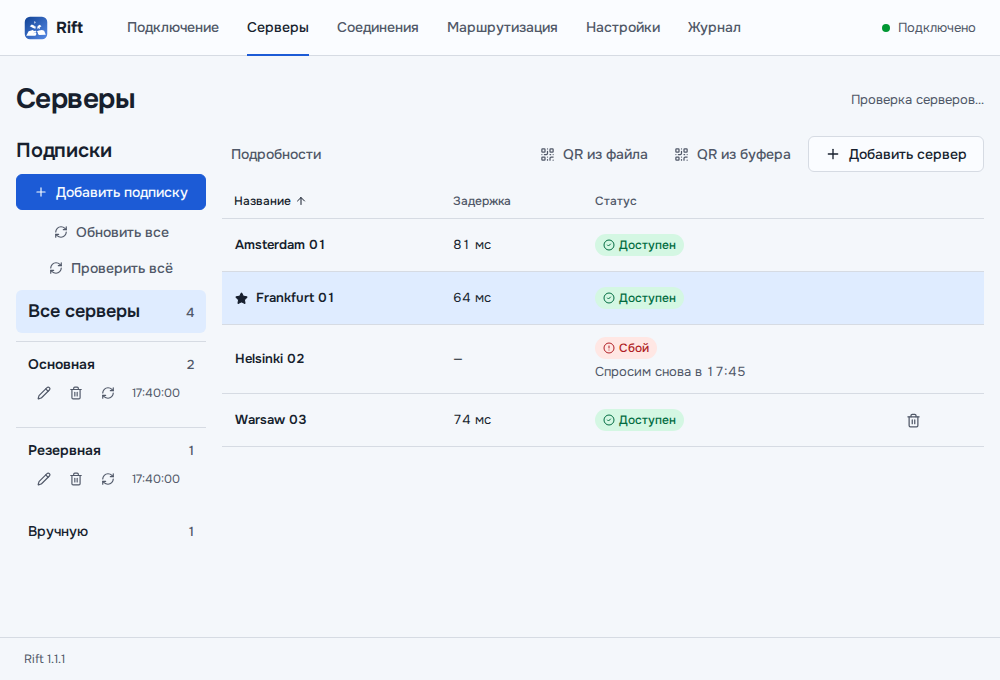 Rift Подключение Серверы Соединения Маршрутизация Настройки Журнал Подключено
Серверы Проверка серверов...
Подписки
Добавить подписку
Обновить все
Проверить всё
Все серверы 4
Основная 2
17:40:00
Резервная 1
17:40:00
Вручную 1
Подробности QR из файла QR из буфера Добавить сервер
Название Задержка Статус
Amsterdam 01 81 мс Доступен
Frankfurt 01 64 мс Доступен
Helsinki 02 — Сбой
Спросим снова в 17:45
Warsaw 03 74 мс Доступен
Rift 1.1.1